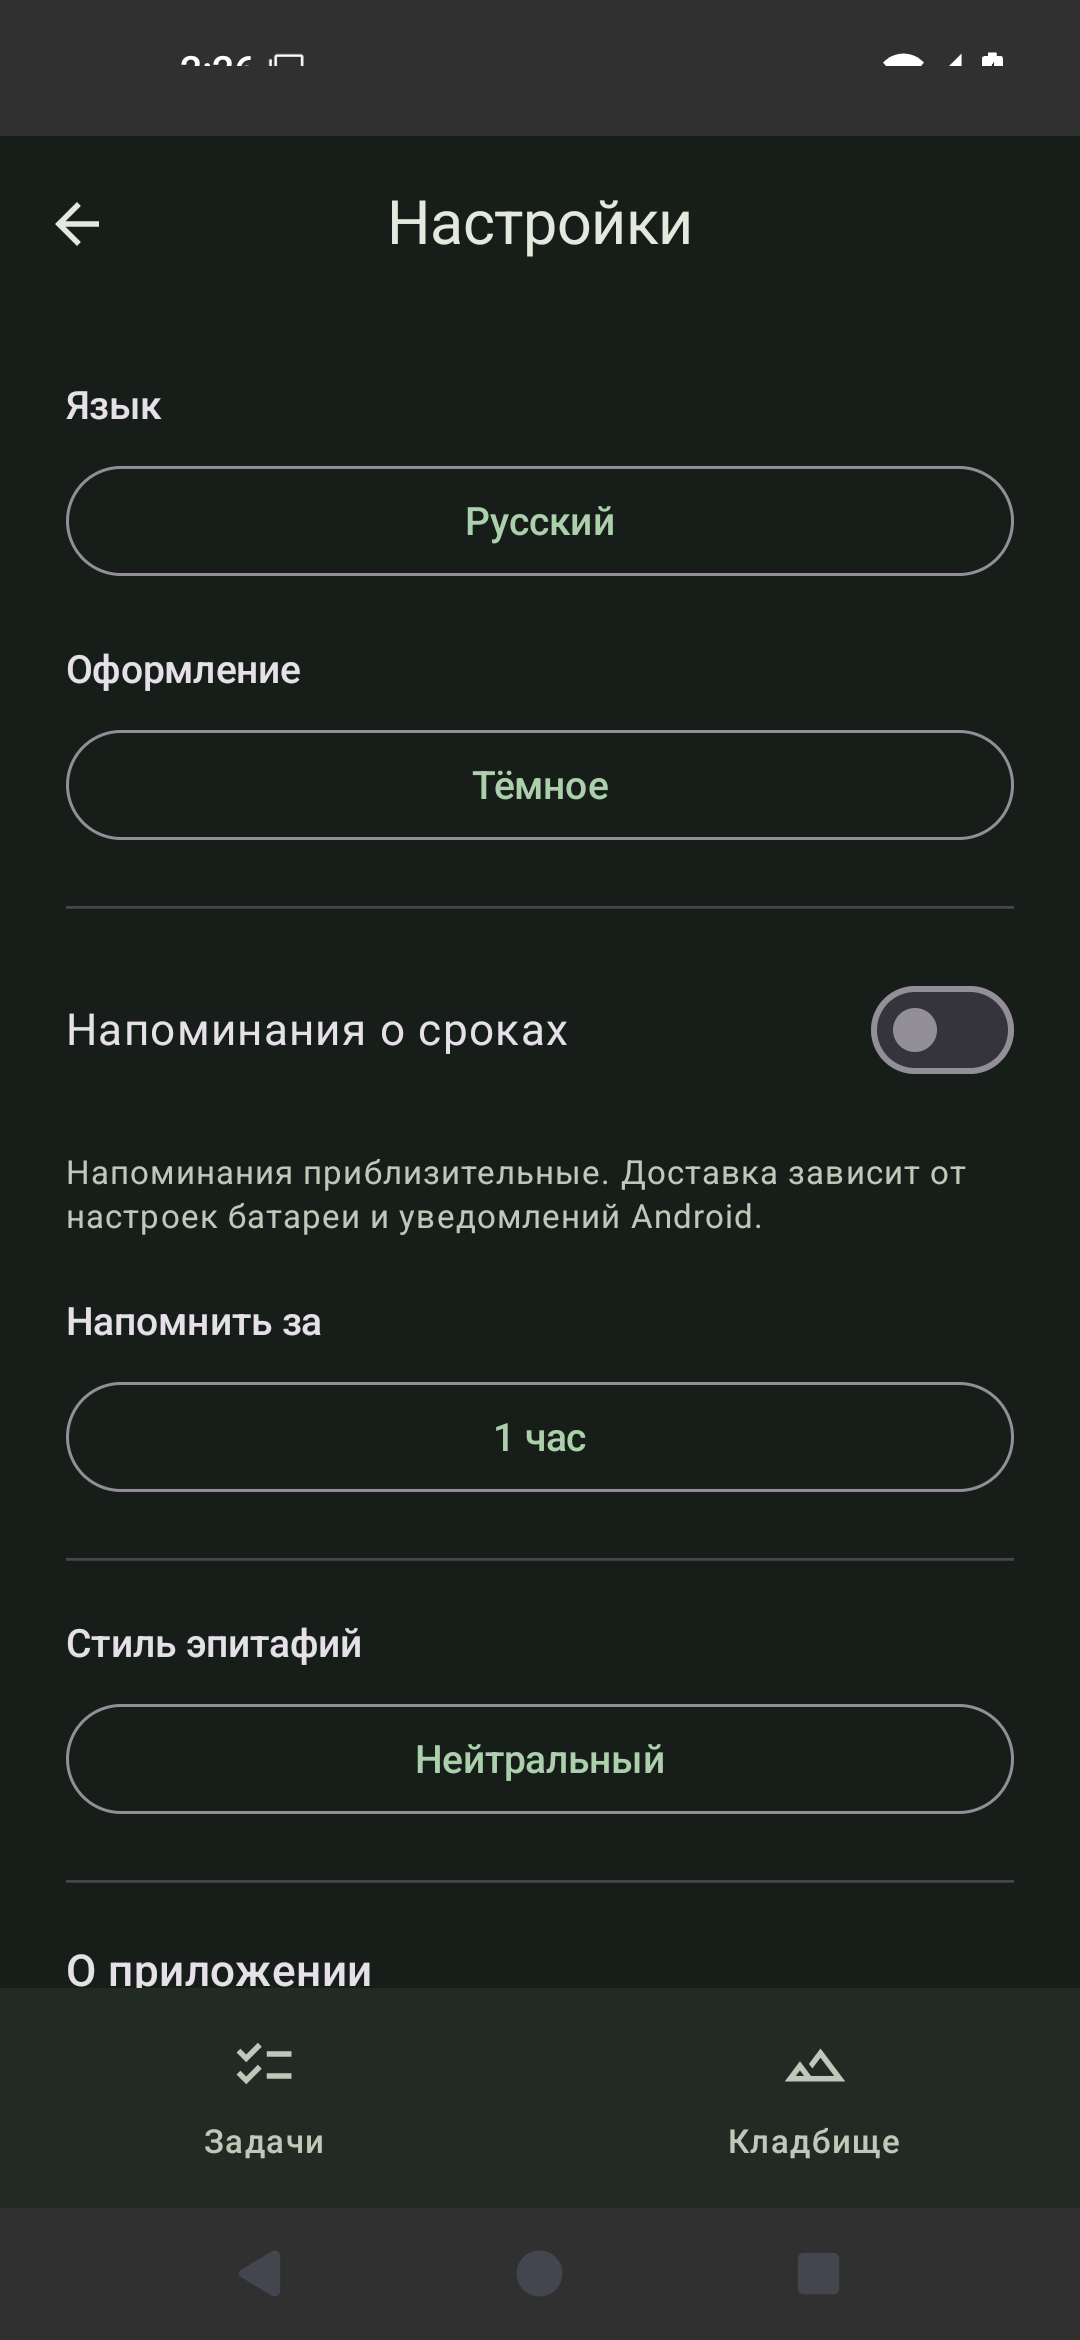 Настройки
Язык
Русский
Оформление
Тёмное
Напоминания о сроках
Напоминания приблизительные. Доставка зависит от
настроек батареи и уведомлений Android.
Напомнить за
1 час
Стиль эпитафий
Нейтральный
О приложении
Задачи
Кладбище